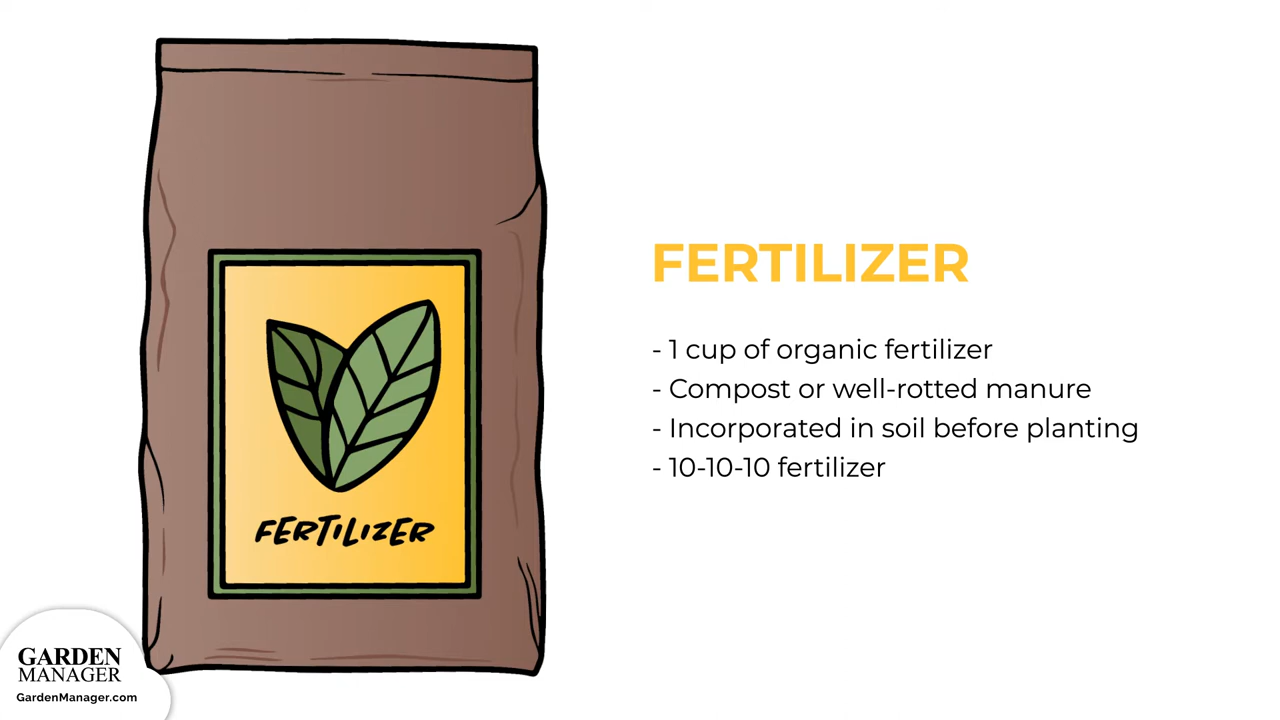 FERTILIZER
- 1 cup of organic fertilizer
- Compost or well-rotted manure
- Incorporated in soil before planting
- 10-10-10 fertilizer
FERTILIZER
GARDEN
MANAGER
GardenManager.com